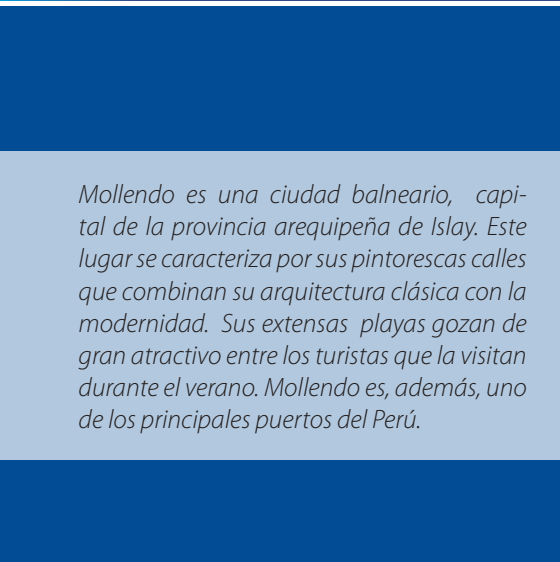 Mollendo es una ciudad balneario,  capi-
tal de la provincia arequipeña de Islay. Este
lugar se caracteriza por sus pintorescas calles
que combinan su arquitectura clásica con la
modernidad.  Sus extensas  playas gozan de
gran atractivo entre los turistas que la visitan
durante el verano. Mollendo es, además, uno
de los principales puertos del Perú.